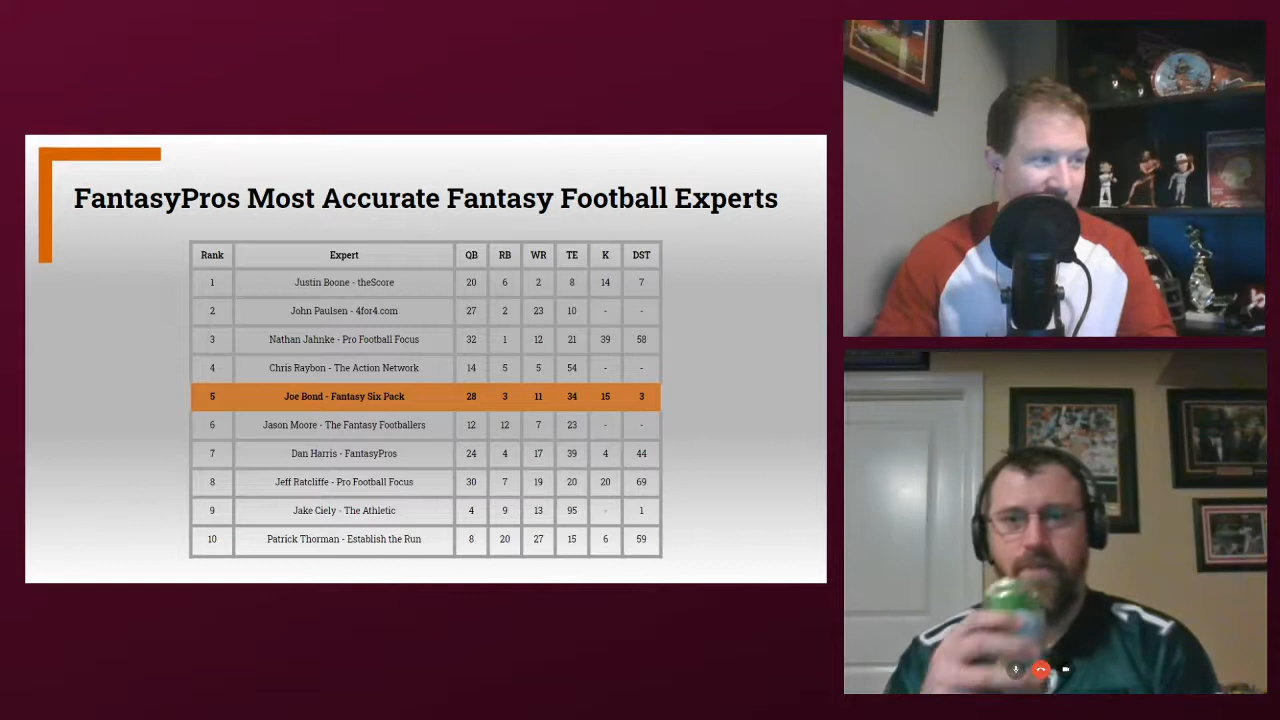 FantasyPros Most Accurate Fantasy Football Experts
Rank Expert QB RB WR TE K DST
1 Justin Boone - theScore 20 6 2 8 14 7
2 John Paulsen - 4for4.com 27 2 23 10 - -
3 Nathan Jahnke - Pro Football Focus 32 1 12 21 39 58
4 Chris Raybon - The Action Network 14 5 5 54 - -
5 Joe Bond - Fantasy Six Pack 28 3 11 34 15 3
6 Jason Moore - The Fantasy Footballers 12 12 7 23 - -
7 Dan Harris - FantasyPros 24 4 17 39 4 44
8 Jeff Ratcliffe - Pro Football Focus 30 7 19 20 20 69
9 Jake Ciely - The Athletic 4 9 13 95 - 1
10 Patrick Thorman - Establish the Run 8 20 27 15 6 59